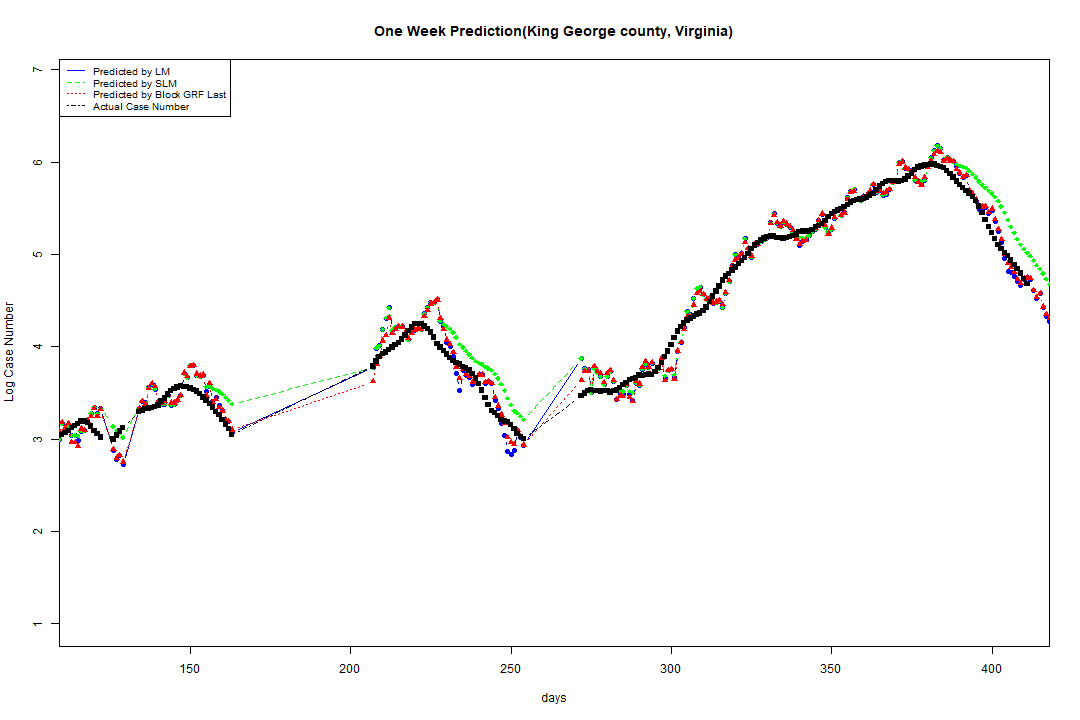 One Week Prediction(King George county, Virginia)
Predicted by LM
Predicted by SLM
Predicted by Block GRF Last
Actual Case Number
7
6
5
4
3
2
1
Log Case Number
150 200 250 300 350 400
days